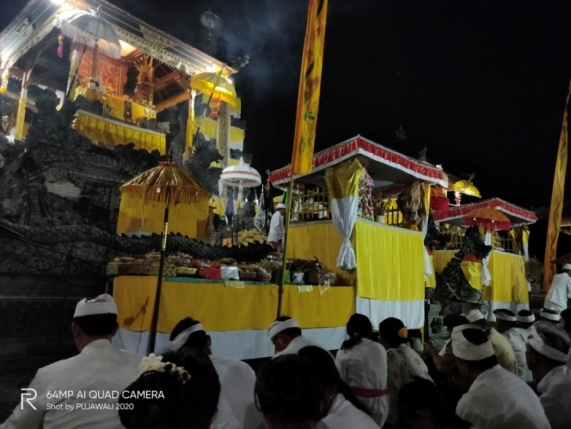 R
64MP AI QUAD CAMERA
Shot by PUJAWALI 2020